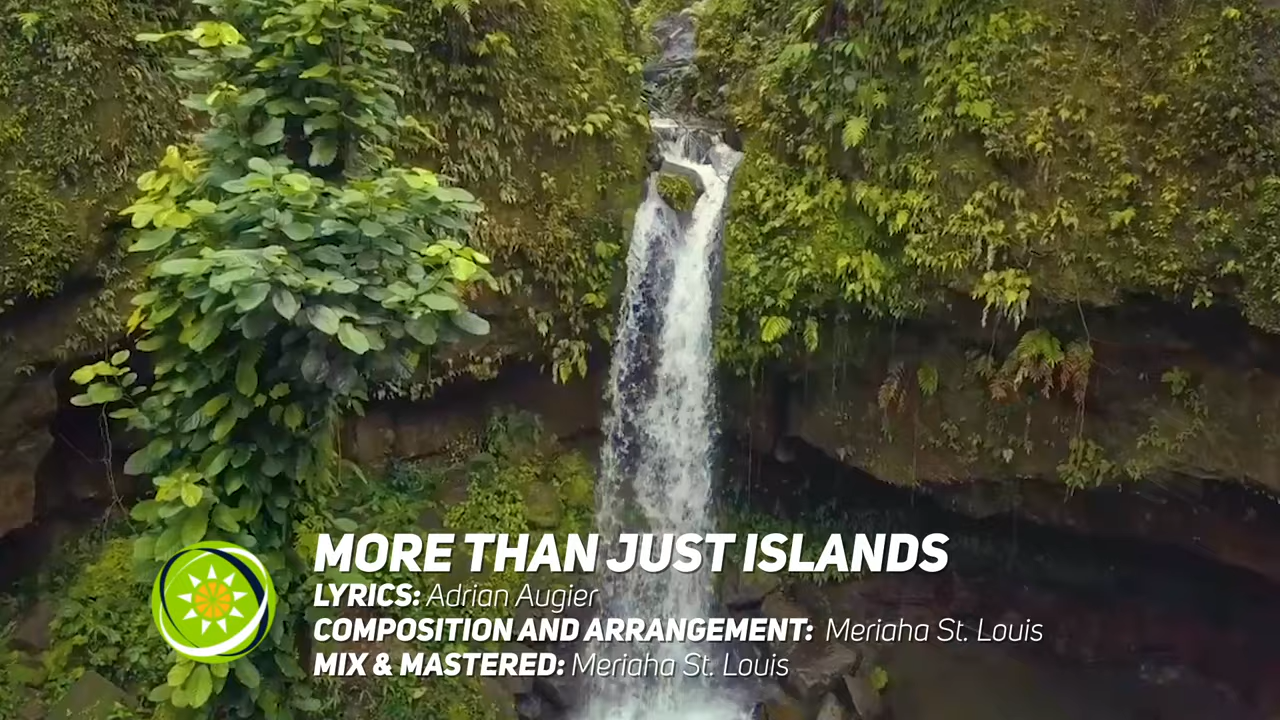 MORE THAN JUST ISLANDS
LYRICS: Adrian Augier
COMPOSITION AND ARRANGEMENT: Meriaha St. Louis
MIX & MASTERED: Meriaha St. Louis